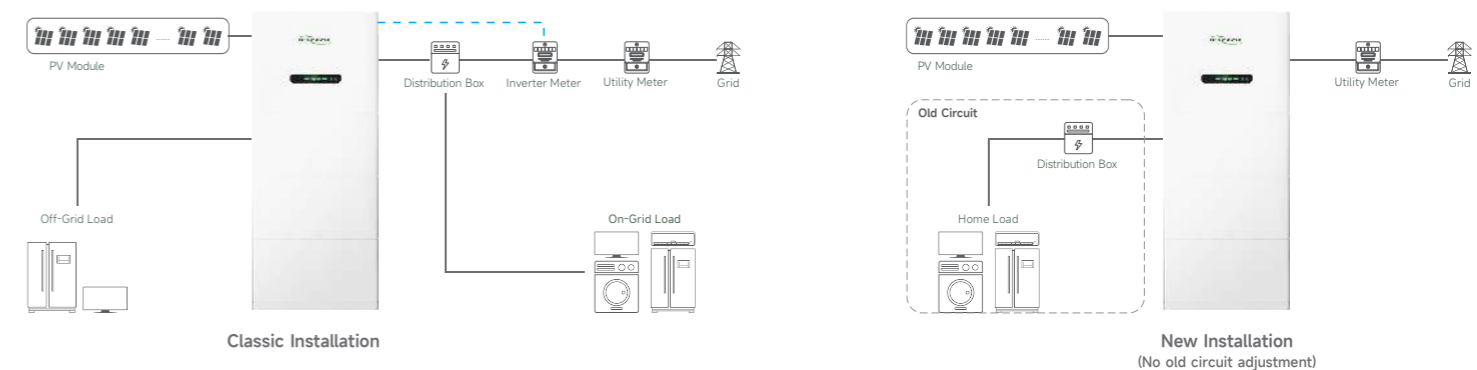 PV Module
Distribution Box
Inverter Meter
Utility Meter
Grid
Off-Grid Load
On-Grid Load
Classic Installation
PV Module
Utility Meter
Grid
Old Circuit
Distribution Box
Home Load
New Installation
(No old circuit adjustment)